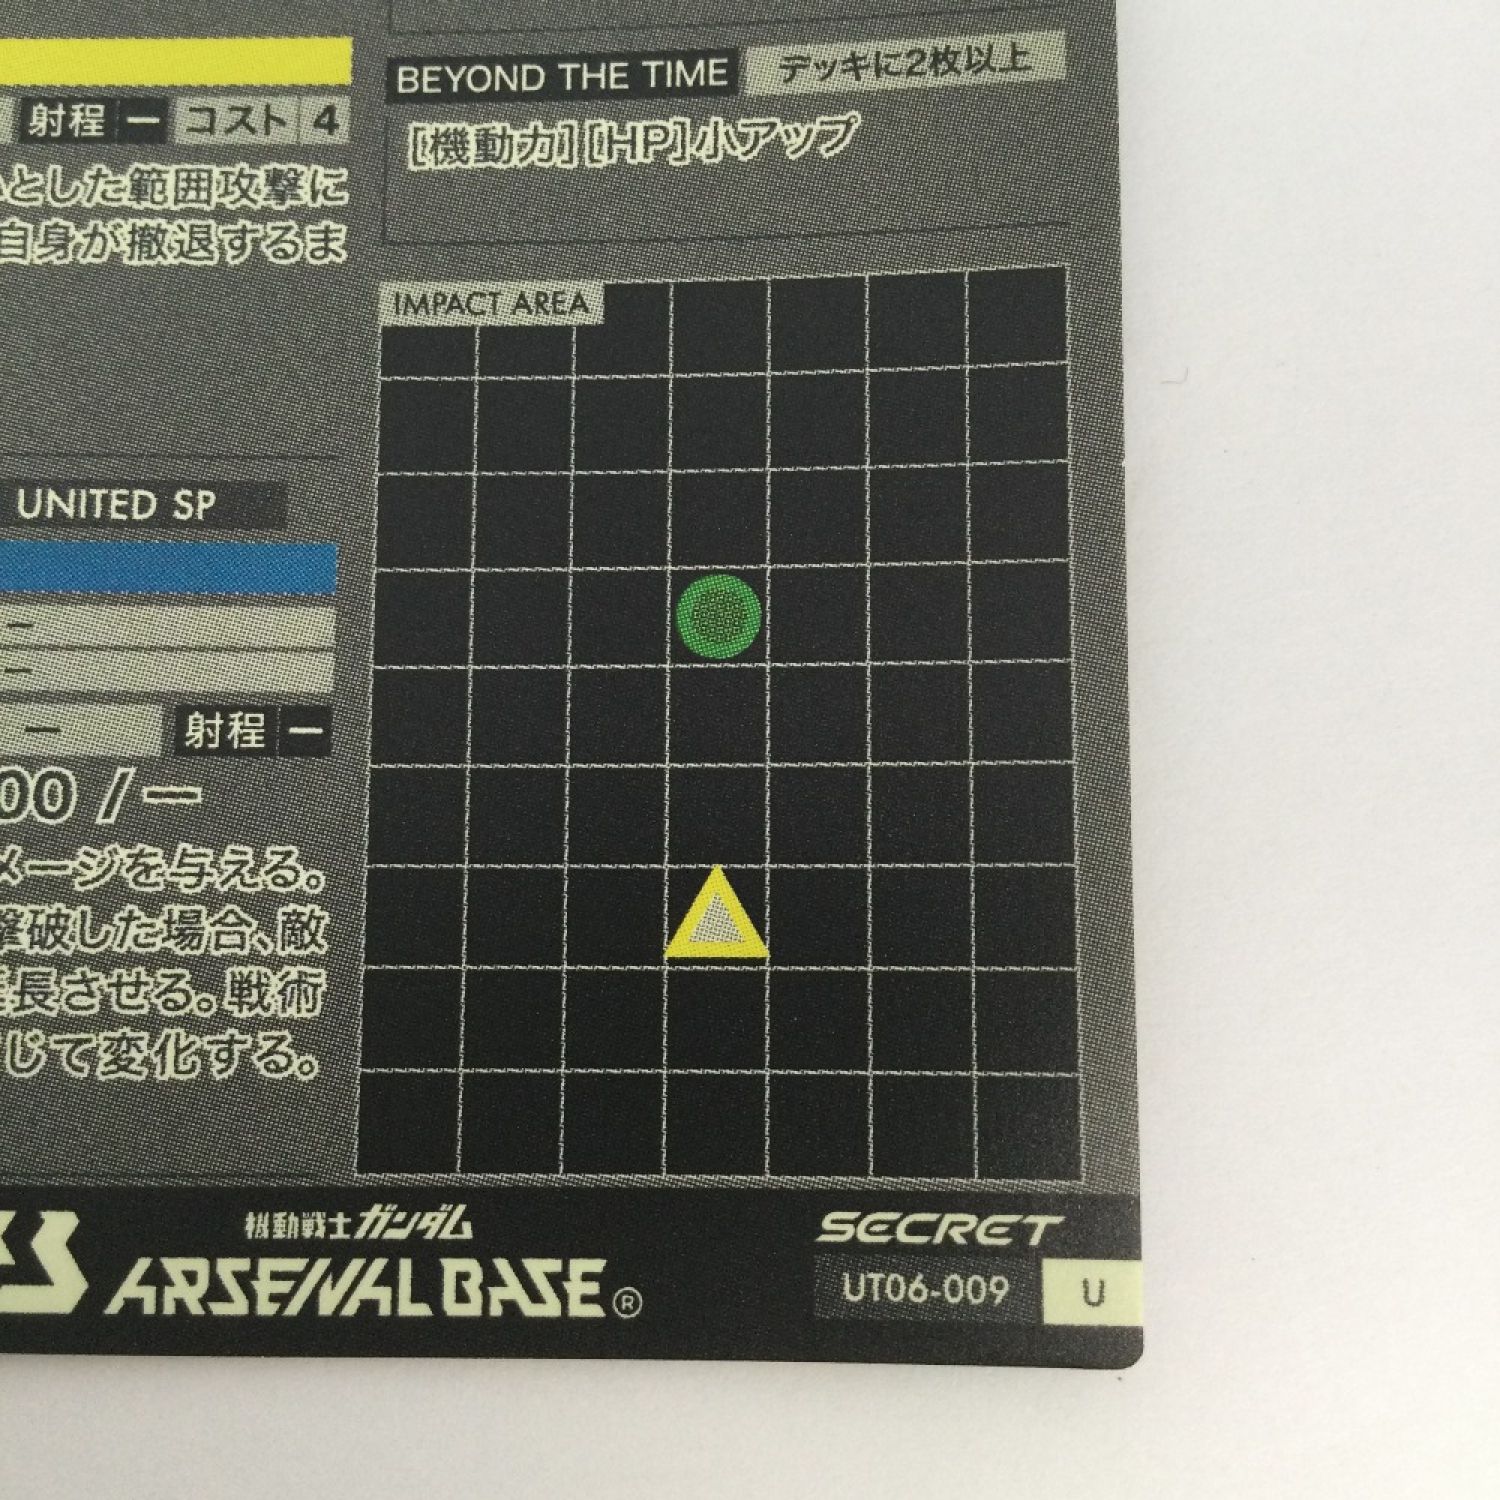 射程 ー コスト 4
とした範囲攻撃に
自身が撤退するま
UNITED SP
ー
ー
ー 射程 ー
00 / ー
メージを与える。
撃破した場合、敵
長させる。戦術
じて変化する。
BEYOND THE TIME デッキに2枚以上
[機動力][HP]小アップ
IMPACT AREA
機動戦士ガンダム
ARSENAL BASE®
SECRET
UT06-009 U